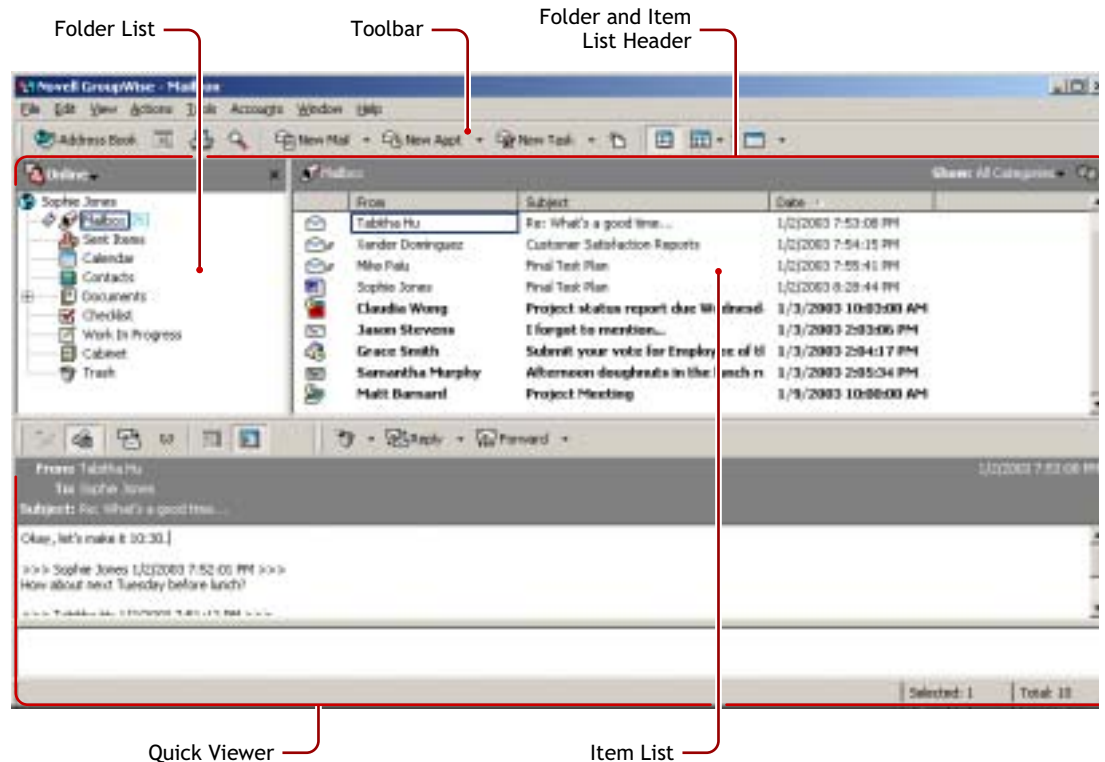 Folder List
Toolbar
Folder and Item
List Header
Novell GroupWise - Mailbox
File Edit View Actions Tools Accounts Window Help
Address Book New Mail New Appt New Task
Online
Mailbox
Show: All Categories
Sophie Jones
Mailbox
Sent Items
Calendar
Contacts
Documents
Checklist
Work In Progress
Cabinet
Trash
From Subject Date
Tabitha Hu Re: What's a good time... 1/2/2003 7:53:08 PM
Xander Dominguez Customer Satisfaction Reports 1/2/2003 7:54:15 PM
Mike Palu Final Test Plan 1/2/2003 7:55:41 PM
Sophie Jones Final Test Plan 1/2/2003 8:28:44 PM
Claudia Wong Project status report due Wednesd 1/3/2003 10:03:00 AM
Jason Stevens I forgot to mention... 1/3/2003 2:03:06 PM
Grace Smith Submit your vote for Employee of tl 1/3/2003 2:04:17 PM
Samantha Murphy Afternoon doughnuts in the lunch r 1/3/2003 2:05:34 PM
Matt Barnard Project Meeting 1/9/2003 10:00:00 AM
Reply Forward
From: Tabitha Hu 1/2/2003 7:53:08 PM
To: Sophie Jones
Subject: Re: What's a good time...
Okay, let's make it 10:30.
>>> Sophie Jones 1/2/2003 7:52:01 PM >>>
How about next Tuesday before lunch?
>>> Tabitha Hu 1/2/2003 7:51:12 PM >>>
Selected: 1 Total: 10
Quick Viewer
Item List